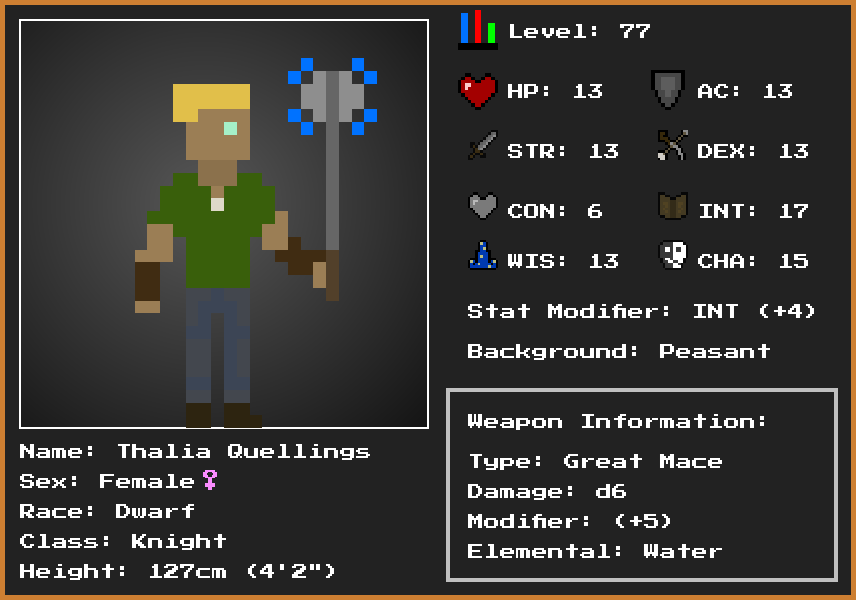 Level: 77
HP: 13
AC: 13
STR: 13
DEX: 13
CON: 6
INT: 17
WIS: 13
CHA: 15
Stat Modifier: INT (+4)
Background: Peasant
Weapon Information:
Type: Great Mace
Damage: d6
Modifier: (+5)
Elemental: Water
Name: Thalia Quellings
Sex: Female♀
Race: Dwarf
Class: Knight
Height: 127cm (4'2")